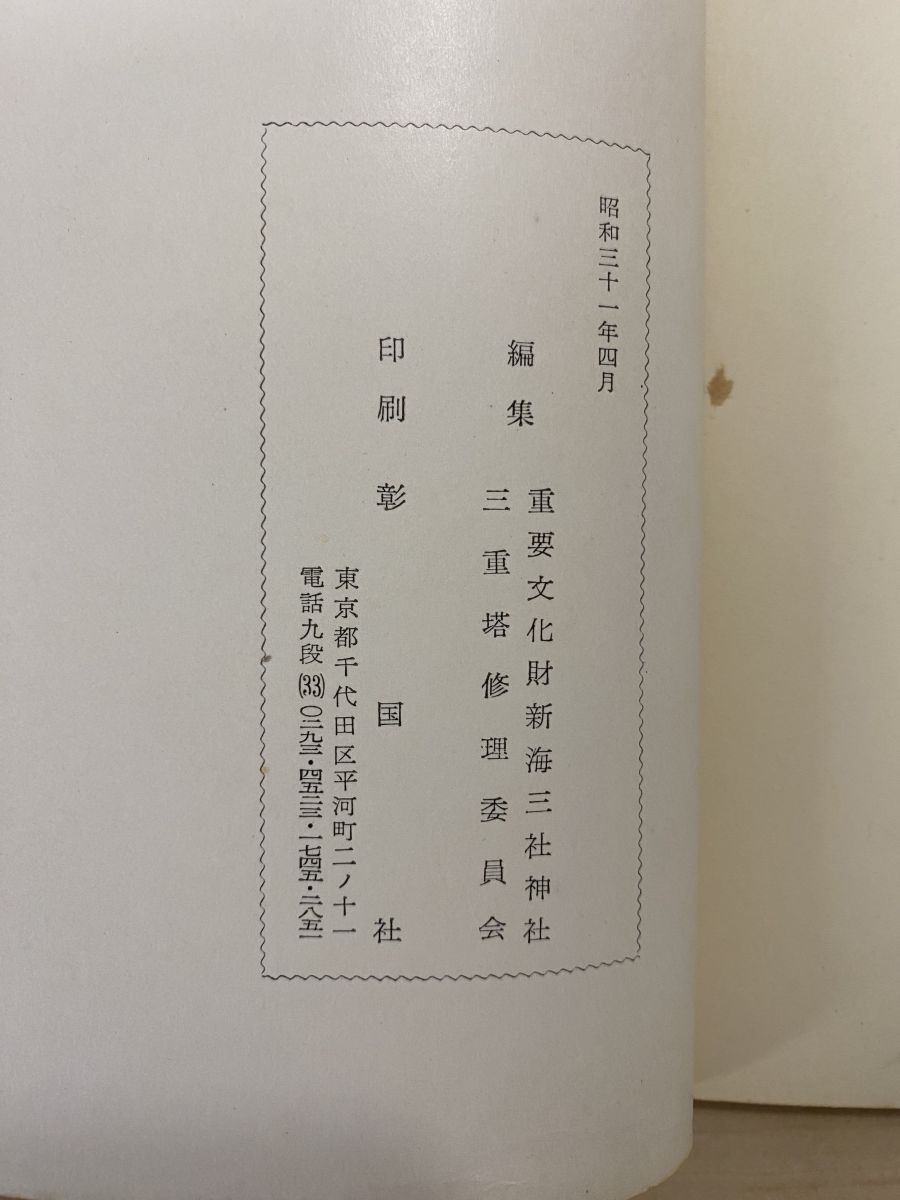 昭和三十一年四月
編集
重要文化財新海三社神社
三重塔修理委員会
印刷 彰国社
東京都千代田区平河町二ノ十一
電話九段(33)〇三九三・四五三三・一七四五・二八五一